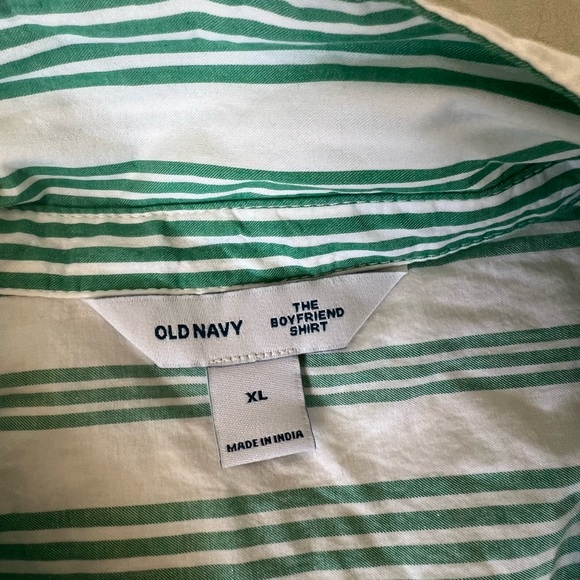 OLD NAVY
THE
BOYFRIEND
SHIRT
XL
MADE IN INDIA